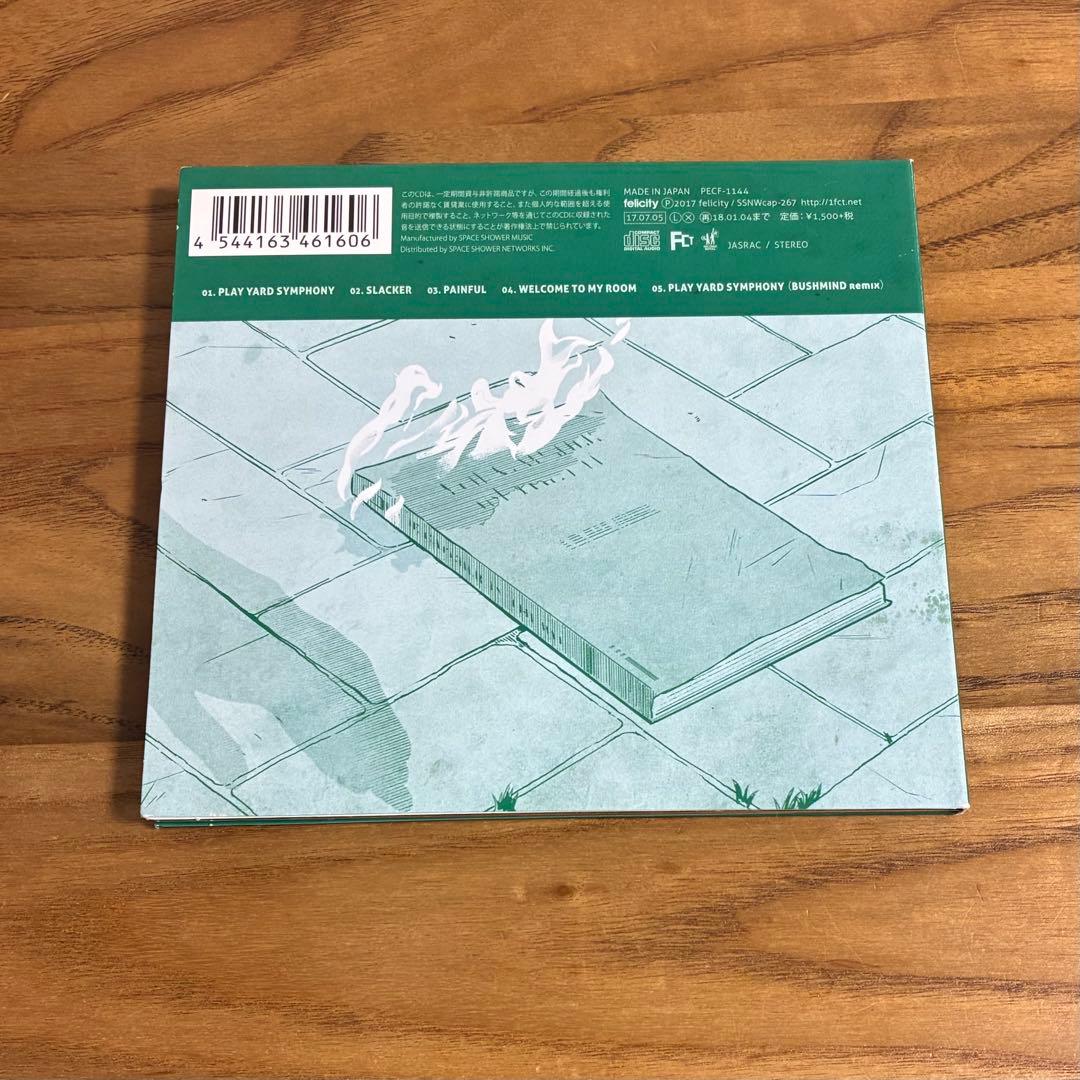 4 544163 461606
このCDは、一定期間貸与非許諾商品ですが、この期間経過後も権利
者の許諾なく賃貸業に使用すること、また個人的な範囲を超える使
用目的で複製すること、ネットワーク等を通じてこのCDに収録された
音を送信できる状態にすることが著作権法上で禁じられています。
Manufactured by SPACE SHOWER MUSIC
Distributed by SPACE SHOWER NETWORKS INC.
MADE IN JAPAN PECF-1144
felicity Ⓟ2017 felicity / SSNWcap-267 http://1fct.net
17.07.05 Ⓛ Ⓧ 再18.01.04まで 定価:¥1,500+税
COMPACT disc DIGITAL AUDIO FCT JASRAC / STEREO
01. PLAY YARD SYMPHONY 02. SLACKER 03. PAINFUL 04. WELCOME TO MY ROOM 05. PLAY YARD SYMPHONY (BUSHMIND Remix)